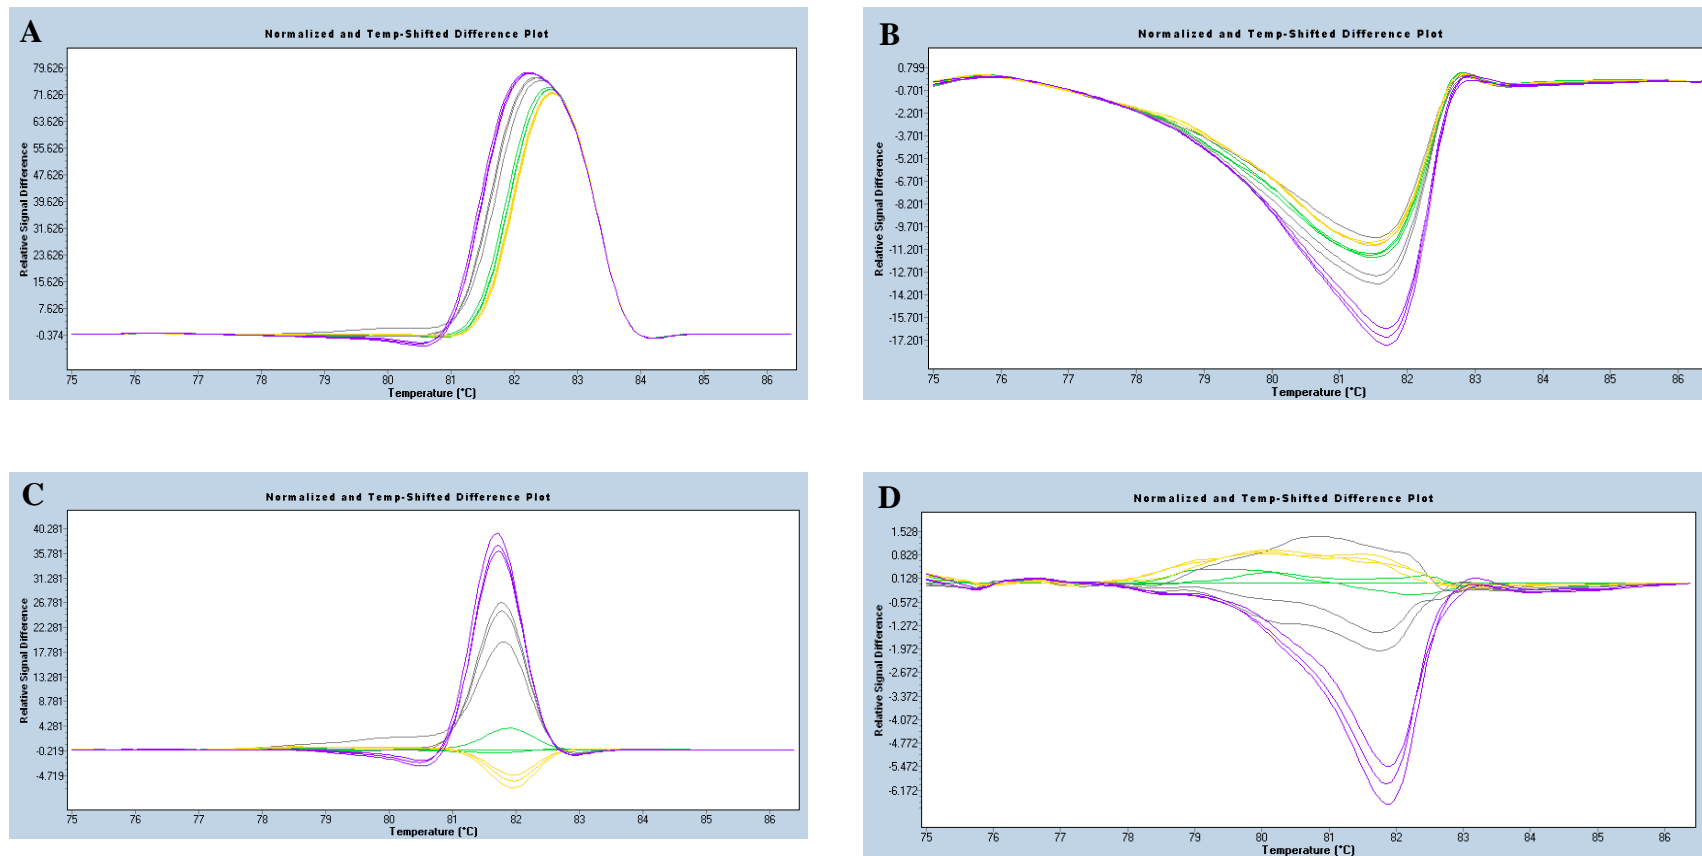 A
Normalized and Temp-Shifted Difference Plot
Relative Signal Difference
79.626
71.626
63.626
55.626
47.626
39.626
31.626
23.626
15.626
7.626
-0.374
75 76 77 78 79 80 81 82 83 84 85 86
Temperature (°C)
B
Normalized and Temp-Shifted Difference Plot
Relative Signal Difference
0.799
-0.701
-2.201
-3.701
-5.201
-6.701
-8.201
-9.701
-11.201
-12.701
-14.201
-15.701
-17.201
75 76 77 78 79 80 81 82 83 84 85 86
Temperature (°C)
C
Normalized and Temp-Shifted Difference Plot
Relative Signal Difference
40.281
35.781
31.281
26.781
22.281
17.781
13.281
8.781
4.281
-0.219
-4.719
75 76 77 78 79 80 81 82 83 84 85 86
Temperature (°C)
D
Normalized and Temp-Shifted Difference Plot
Relative Signal Difference
1.528
0.828
0.128
-0.572
-1.272
-1.972
-2.672
-3.372
-4.072
-4.772
-5.472
-6.172
75 76 77 78 79 80 81 82 83 84 85 86
Temperature (°C)